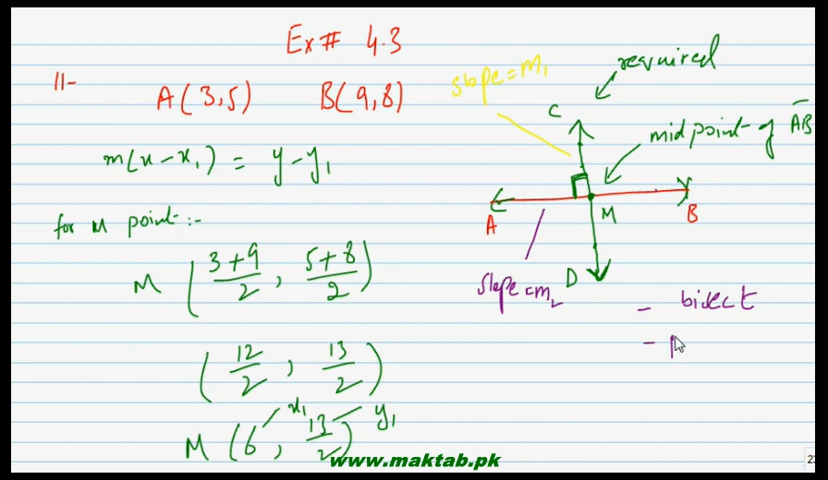 Ex# 4.3
11-
A(3,5) B(9,8)
m(x-x₁) = y-y₁
for M point:-
M (3+9/2, 5+8/2)
(12/2, 13/2)
x₁ y₁
M (6, 13/2)
slope=m₁
required
C
midpoint of AB
A M B
slope=m₂
D
- bisect
-
www.maktab.pk